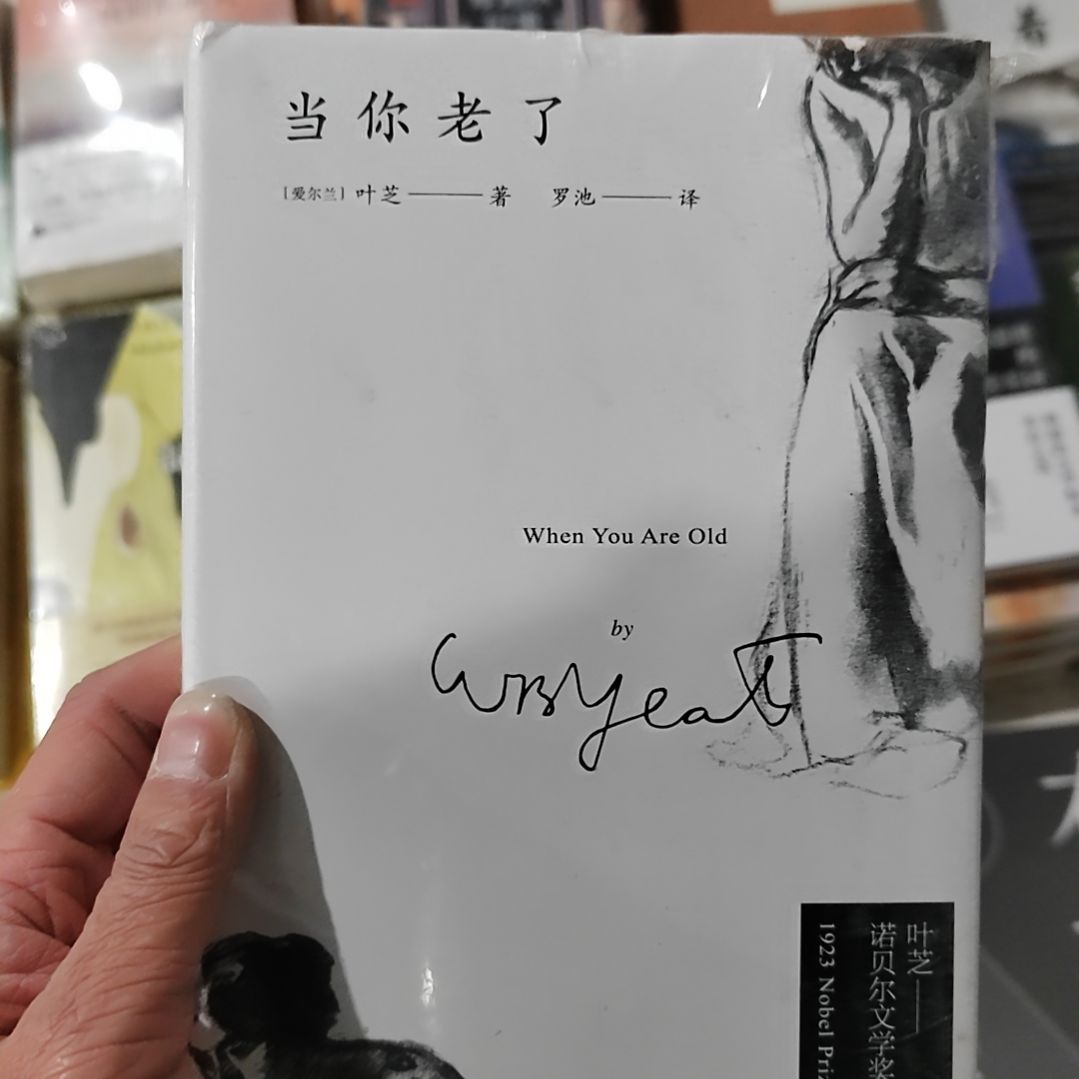 当你老了
[爱尔兰] 叶芝——著 罗池——译
When You Are Old
by
WBYeats
叶芝——
诺贝尔文学奖
1923 Nobel